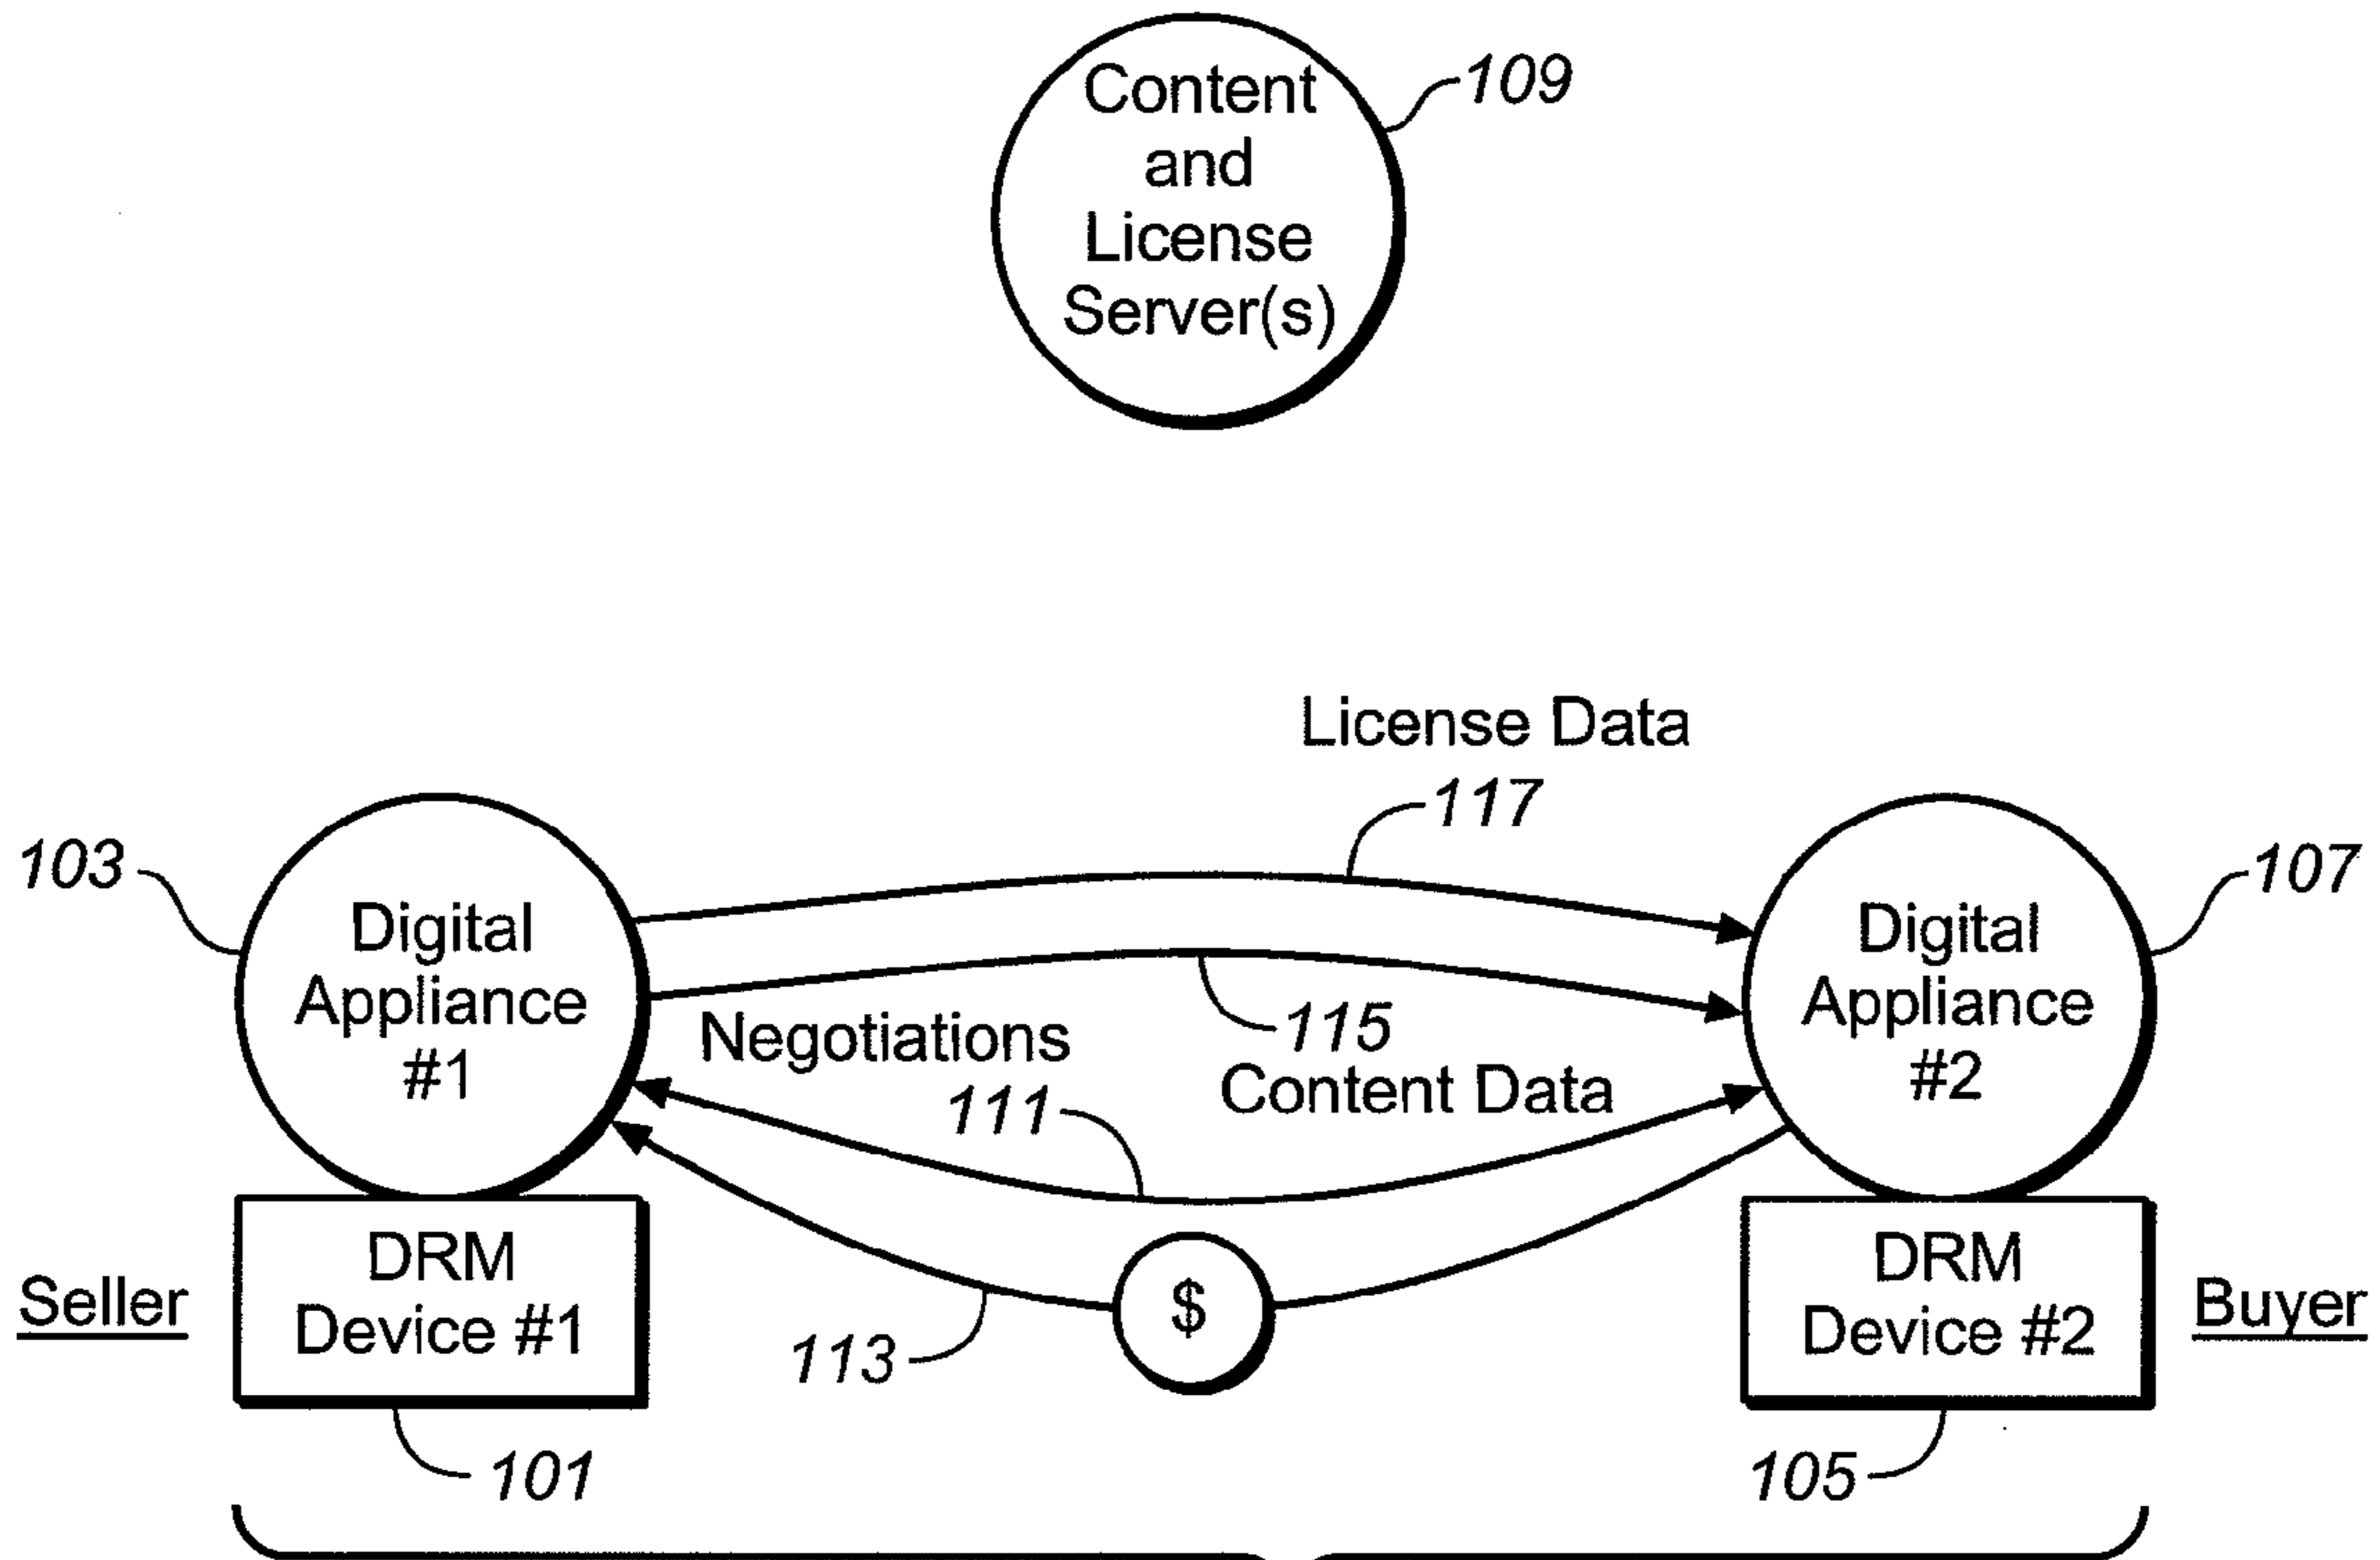 Content
and
License
Server(s)
109
License Data
117
103
Digital
Appliance
#1
Digital
Appliance
#2
107
Negotiations
111
115
Content Data
Seller
DRM
Device #1
$
113
DRM
Device #2
Buyer
101
105